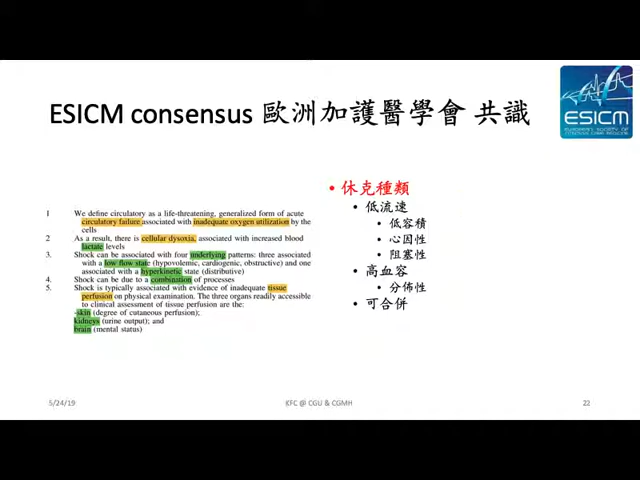 ESICM consensus 歐洲加護醫學會 共識
ESICM
EUROPEAN SOCIETY OF
INTENSIVE CARE MEDICINE
1 We define circulatory as a life-threatening, generalized form of acute
circulatory failure associated with inadequate oxygen utilization by the
cells
2 As a result, there is cellular dysoxia, associated with increased blood
lactate levels
3. Shock can be associated with four underlying patterns: three associated
with a low flow state (hypovolemic, cardiogenic, obstructive) and one
associated with a hyperkinetic state (distributive)
4. Shock can be due to a combination of processes
5. Shock is typically associated with evidence of inadequate tissue
perfusion on physical examination. The three organs readily accessible
to clinical assessment of tissue perfusion are the:
-skin (degree of cutaneous perfusion);
kidneys (urine output); and
brain (mental status)
• 休克種類
• 低流速
• 低容積
• 心因性
• 阻塞性
• 高血容
• 分佈性
• 可合併
5/24/19
KFC @ CGU & CGMH
22